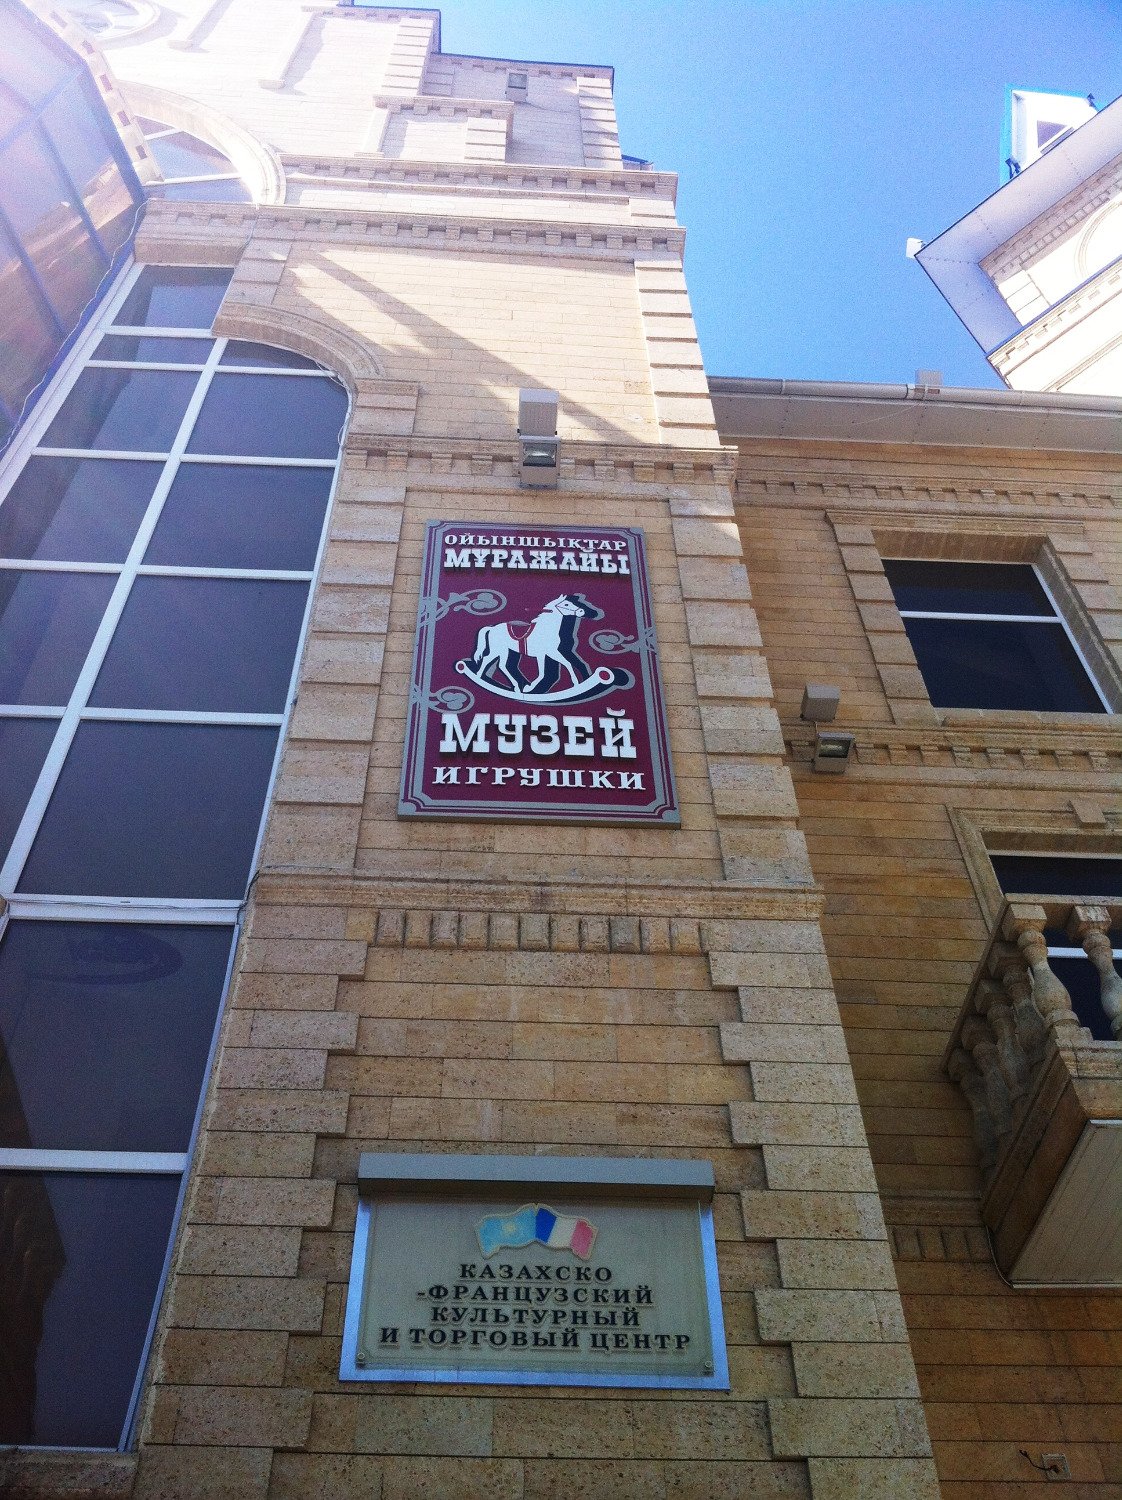 ОЙЫНШЫҚТАР
МҰРАЖАЙЫ
МУЗЕЙ
ИГРУШКИ
КАЗАХСКО
-ФРАНЦУЗСКИЙ
КУЛЬТУРНЫЙ
И ТОРГОВЫЙ ЦЕНТР